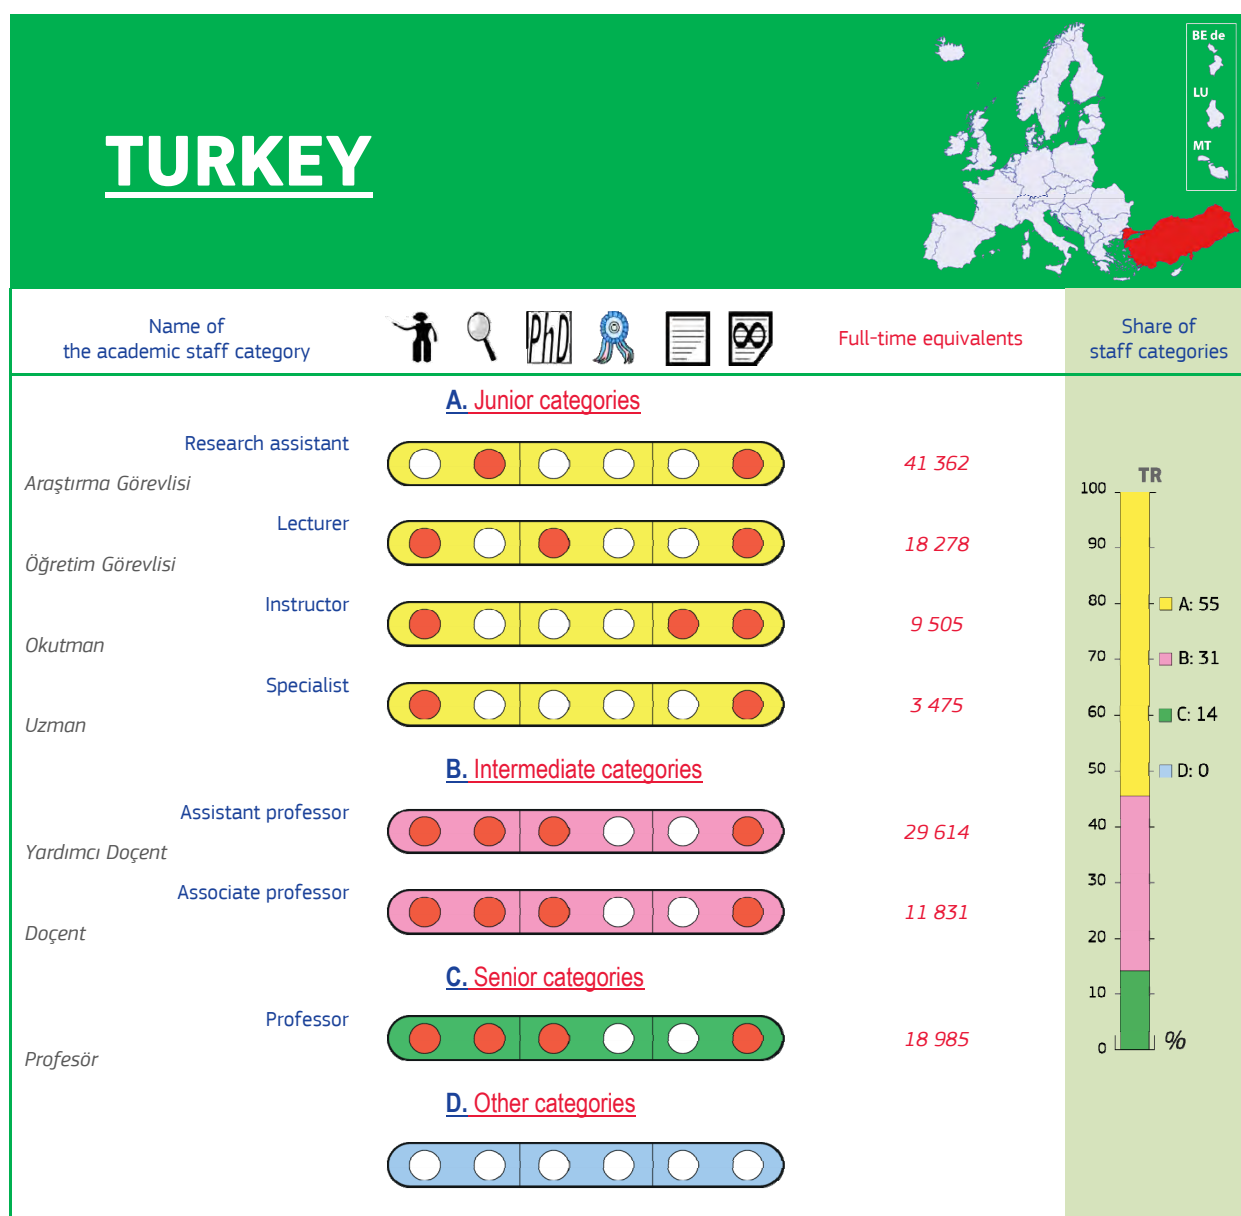 BE de
LU
MT
TURKEY
Name of
the academic staff category
PhD
Full-time equivalents
Share of
staff categories
A. Junior categories
Research assistant
Araştırma Görevlisi
41 362
Lecturer
Öğretim Görevlisi
18 278
Instructor
Okutman
9 505
Specialist
Uzman
3 475
B. Intermediate categories
Assistant professor
Yardımcı Doçent
29 614
Associate professor
Doçent
11 831
C. Senior categories
Professor
Profesör
18 985
D. Other categories
TR
100
90
80
70
60
50
40
30
20
10
0
%
A: 55
B: 31
C: 14
D: 0